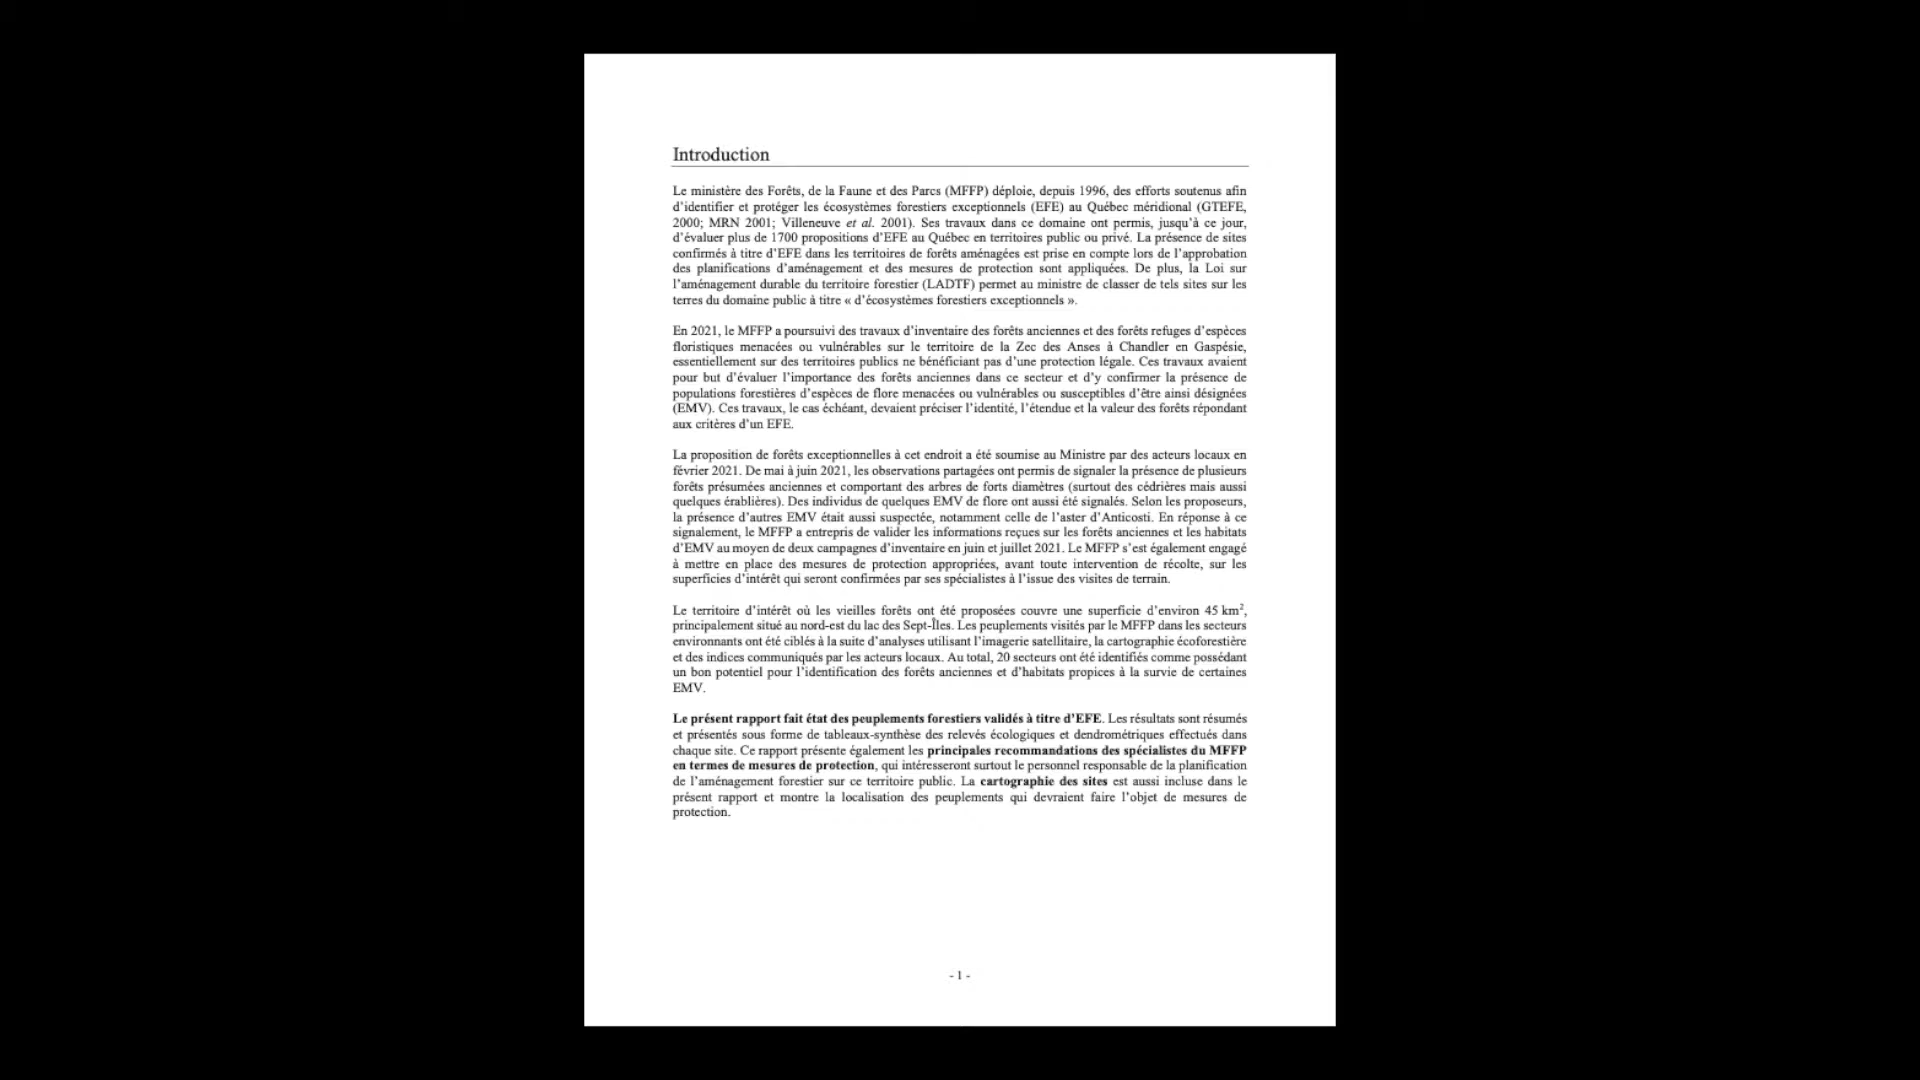 Introduction
Le ministère des Forêts, de la Faune et des Parcs (MFFP) déploie, depuis 1996, des efforts soutenus afin
d’identifier et protéger les écosystèmes forestiers exceptionnels (EFE) au Québec méridional (GTEFE,
2000; MRN 2001; Villeneuve et al. 2001). Ses travaux dans ce domaine ont permis, jusqu’à ce jour,
d’évaluer plus de 1700 propositions d’EFE au Québec en territoires public ou privé. La présence de sites
confirmés à titre d’EFE dans les territoires de forêts aménagées est prise en compte lors de l’approbation
des planifications d’aménagement et des mesures de protection sont appliquées. De plus, la Loi sur
l’aménagement durable du territoire forestier (LADTF) permet au ministre de classer de tels sites sur les
terres du domaine public à titre « d’écosystèmes forestiers exceptionnels ».
En 2021, le MFFP a poursuivi des travaux d’inventaire des forêts anciennes et des forêts refuges d’espèces
floristiques menacées ou vulnérables sur le territoire de la Zec des Anses à Chandler en Gaspésie,
essentiellement sur des territoires publics ne bénéficiant pas d’une protection légale. Ces travaux avaient
pour but d’évaluer l’importance des forêts anciennes dans ce secteur et d’y confirmer la présence de
populations forestières d’espèces de flore menacées ou vulnérables ou susceptibles d’être ainsi désignées
(EMV). Ces travaux, le cas échéant, devaient préciser l’identité, l’étendue et la valeur des forêts répondant
aux critères d’un EFE.
La proposition de forêts exceptionnelles à cet endroit a été soumise au Ministre par des acteurs locaux en
février 2021. De mai à juin 2021, les observations partagées ont permis de signaler la présence de plusieurs
forêts présumées anciennes et comportant des arbres de forts diamètres (surtout des cédrières mais aussi
quelques érablières). Des individus de quelques EMV de flore ont aussi été signalés. Selon les proposeurs,
la présence d’autres EMV était aussi suspectée, notamment celle de l’aster d’Anticosti. En réponse à ce
signalement, le MFFP a entrepris de valider les informations reçues sur les forêts anciennes et les habitats
d’EMV au moyen de deux campagnes d’inventaire en juin et juillet 2021. Le MFFP s’est également engagé
à mettre en place des mesures de protection appropriées, avant toute intervention de récolte, sur les
superficies d’intérêt qui seront confirmées par ses spécialistes à l’issue des visites de terrain.
Le territoire d’intérêt où les vieilles forêts ont été proposées couvre une superficie d’environ 45 km²,
principalement situé au nord-est du lac des Sept-Îles. Les peuplements visités par le MFFP dans les secteurs
environnants ont été ciblés à la suite d’analyses utilisant l’imagerie satellitaire, la cartographie écoforestière
et des indices communiqués par les acteurs locaux. Au total, 20 secteurs ont été identifiés comme possédant
un bon potentiel pour l’identification des forêts anciennes et d’habitats propices à la survie de certaines
EMV.
Le présent rapport fait état des peuplements forestiers validés à titre d’EFE. Les résultats sont résumés
et présentés sous forme de tableaux-synthèse des relevés écologiques et dendrométriques effectués dans
chaque site. Ce rapport présente également les principales recommandations des spécialistes du MFFP
en termes de mesures de protection, qui intéresseront surtout le personnel responsable de la planification
de l’aménagement forestier sur ce territoire public. La cartographie des sites est aussi incluse dans le
présent rapport et montre la localisation des peuplements qui devraient faire l’objet de mesures de
protection.
- 1 -